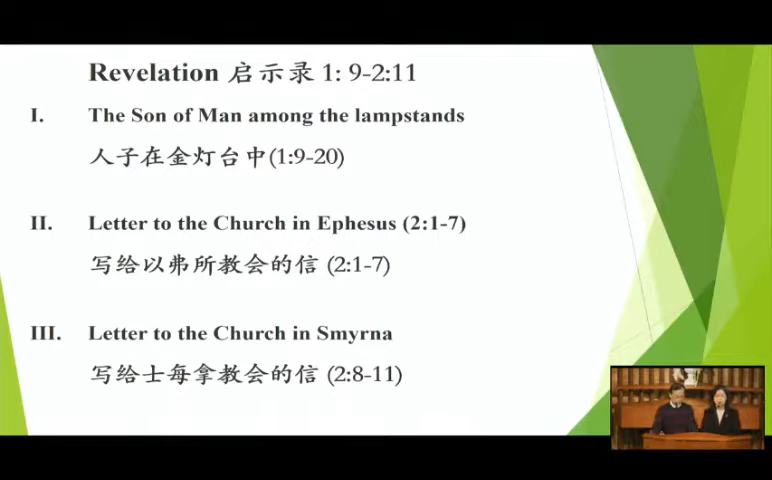 Revelation 启示录 1: 9-2:11
I. The Son of Man among the lampstands
人子在金灯台中(1:9-20)
II. Letter to the Church in Ephesus (2:1-7)
写给以弗所教会的信 (2:1-7)
III. Letter to the Church in Smyrna
写给士每拿教会的信 (2:8-11)